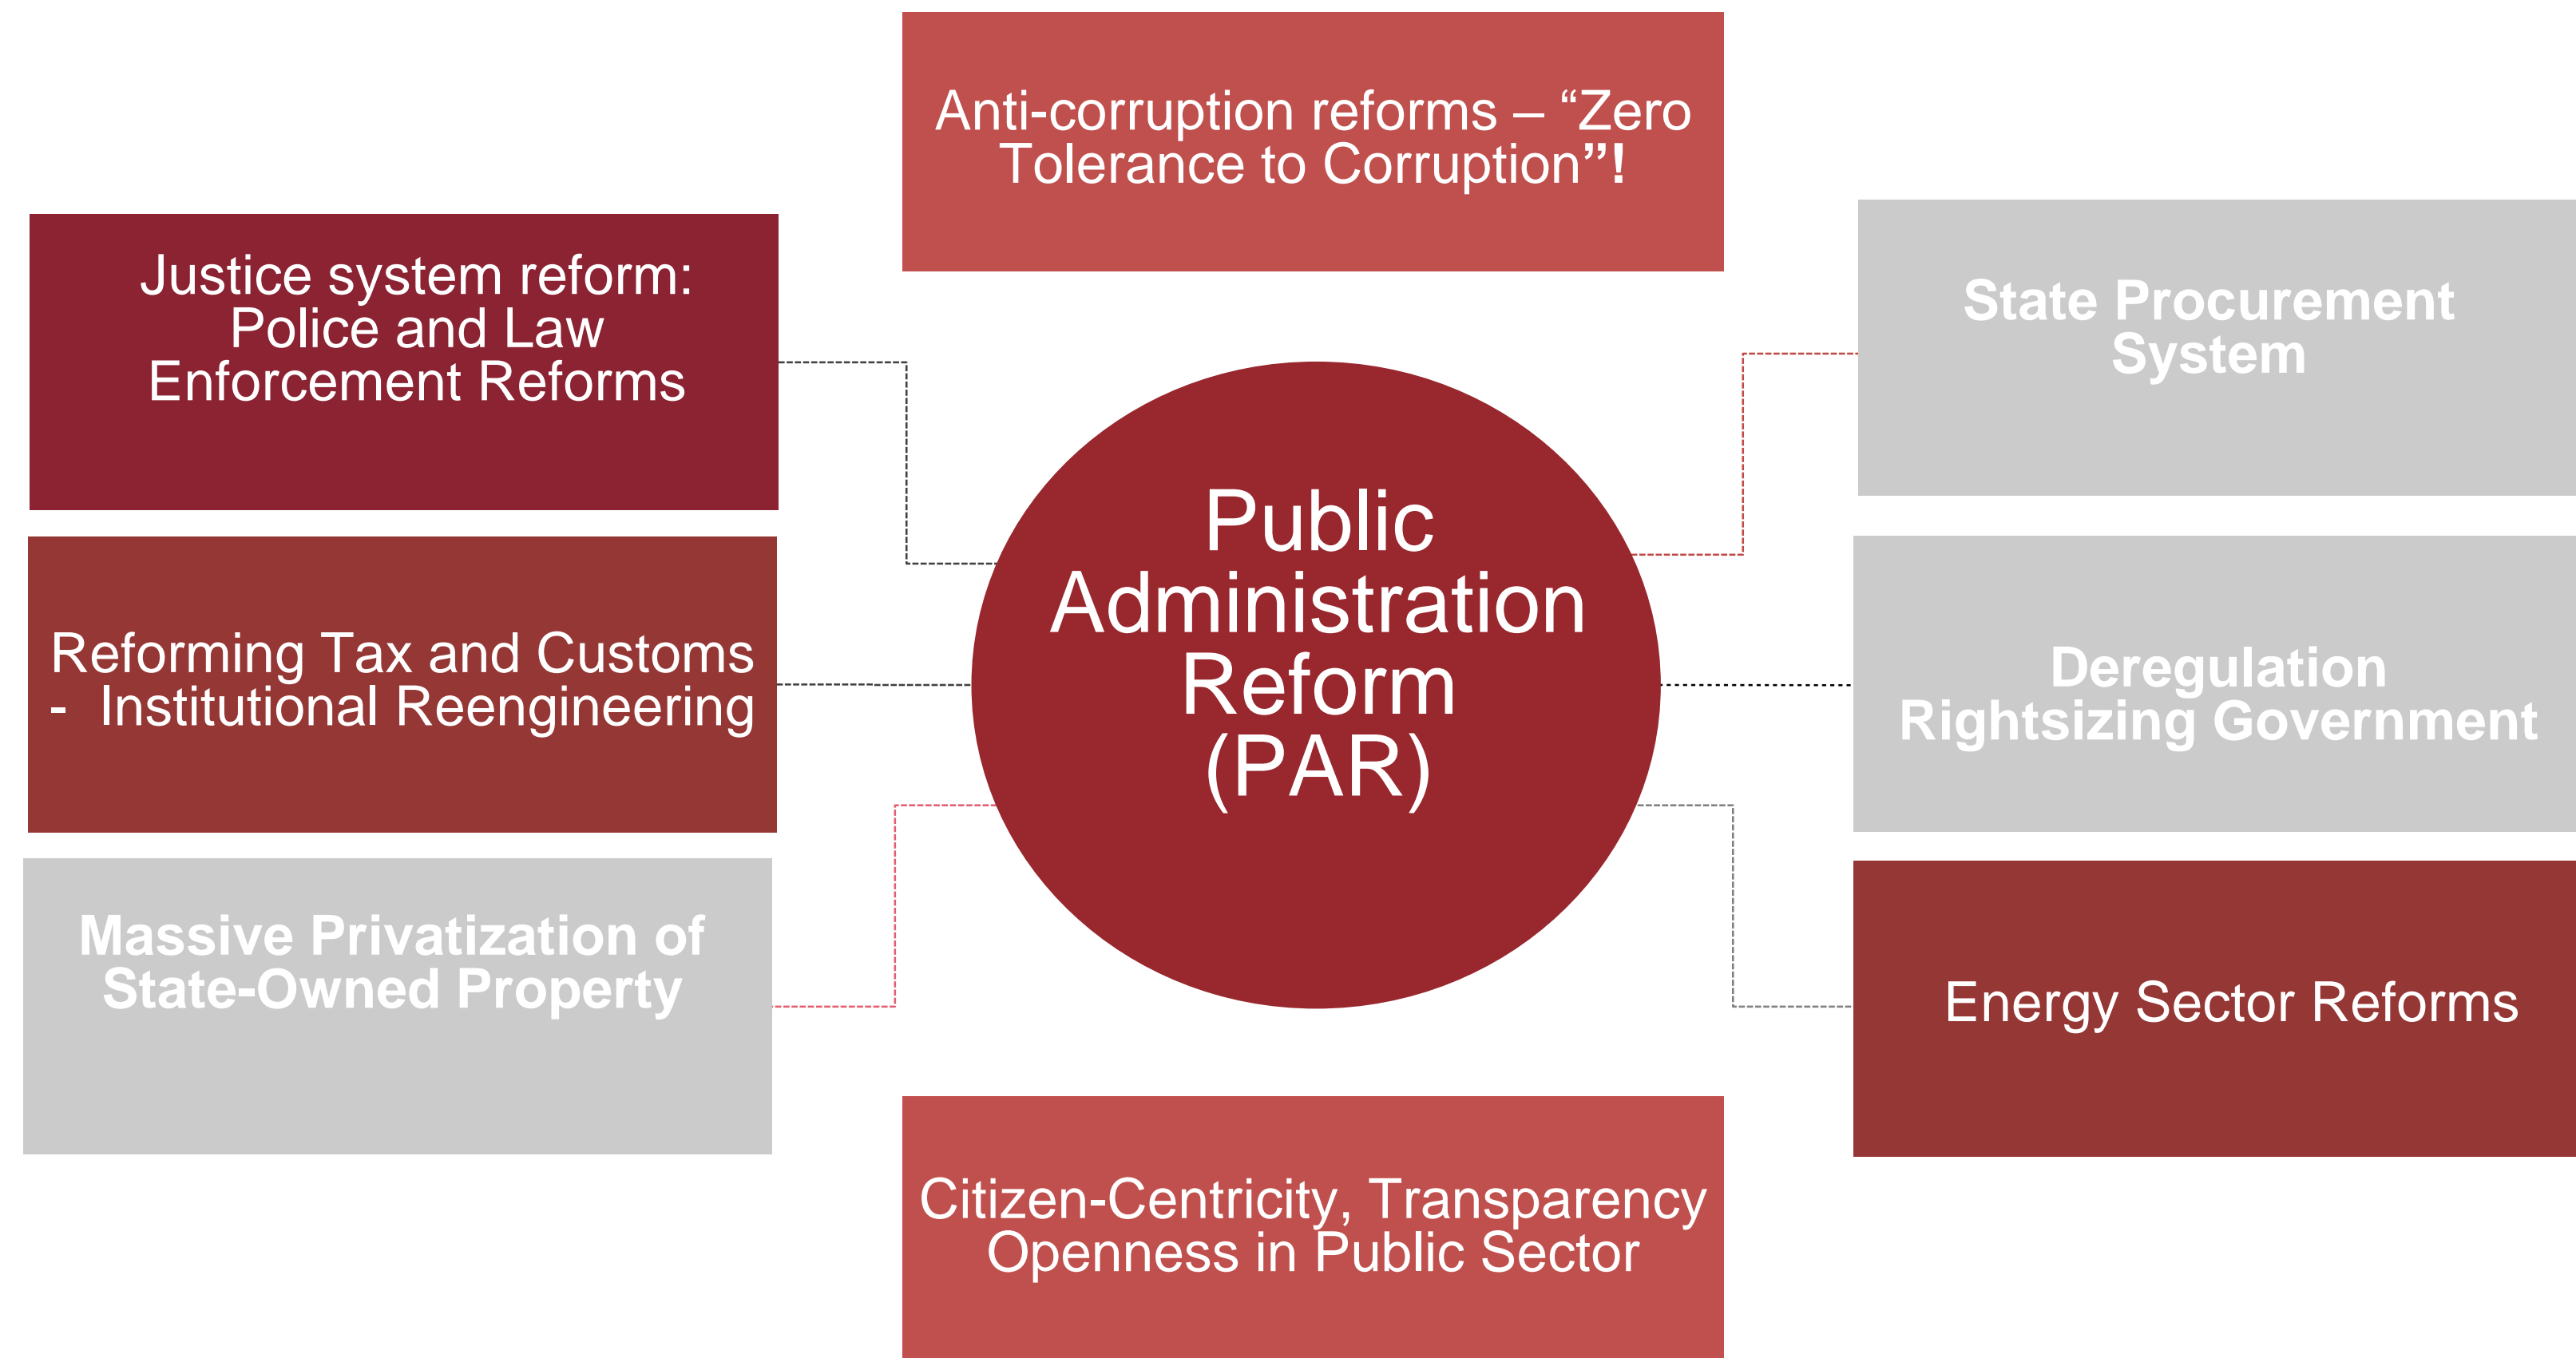 Anti-corruption reforms – “Zero
Tolerance to Corruption”!
Justice system reform:
Police and Law
Enforcement Reforms
State Procurement
System
Public
Administration
Reform
(PAR)
Reforming Tax and Customs
- Institutional Reengineering
Deregulation
Rightsizing Government
Massive Privatization of
State-Owned Property
Energy Sector Reforms
Citizen-Centricity, Transparency
Openness in Public Sector